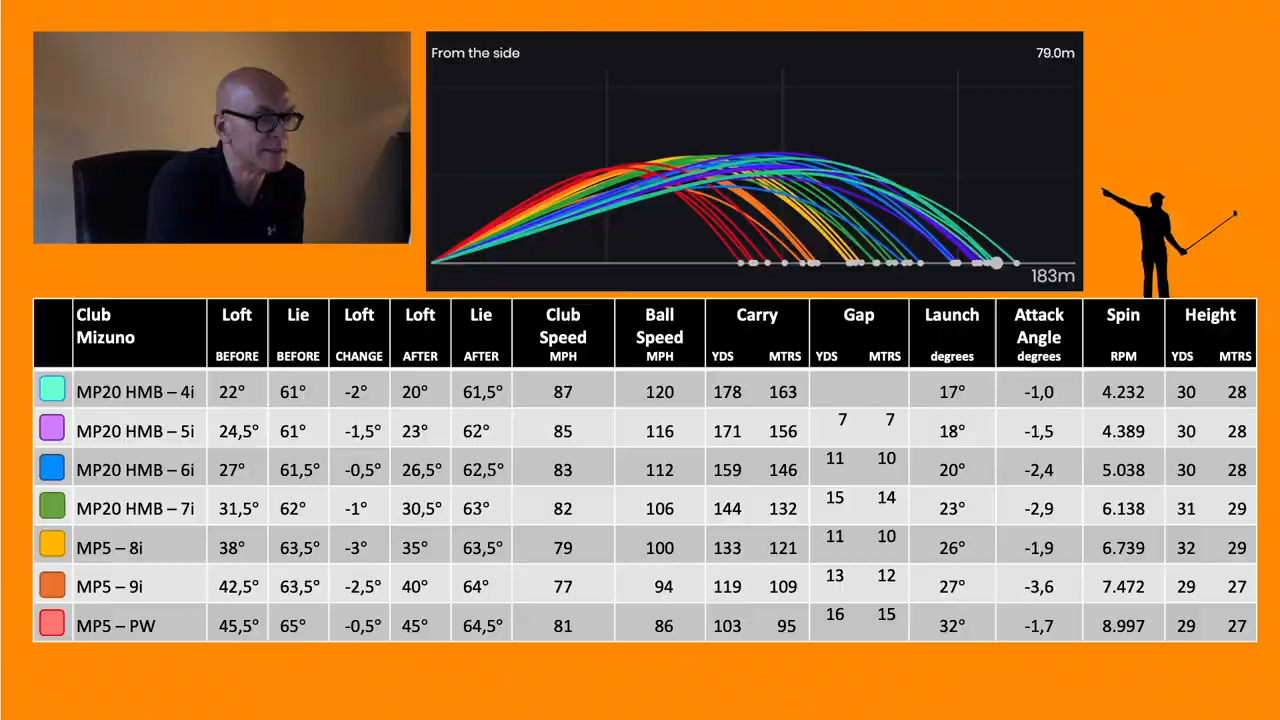 From the side 79.0m
183m
Club Loft Lie Loft Loft Lie Club Ball Carry Gap Launch Attack Spin Height
Mizuno Speed Speed Angle
BEFORE BEFORE CHANGE AFTER AFTER MPH MPH YDS MTRS YDS MTRS degrees degrees RPM YDS MTRS
MP20 HMB – 4i 22° 61° -2° 20° 61,5° 87 120 178 163 17° -1,0 4.232 30 28
7 7
MP20 HMB – 5i 24,5° 61° -1,5° 23° 62° 85 116 171 156 18° -1,5 4.389 30 28
11 10
MP20 HMB – 6i 27° 61,5° -0,5° 26,5° 62,5° 83 112 159 146 20° -2,4 5.038 30 28
15 14
MP20 HMB – 7i 31,5° 62° -1° 30,5° 63° 82 106 144 132 23° -2,9 6.138 31 29
11 10
MP5 – 8i 38° 63,5° -3° 35° 63,5° 79 100 133 121 26° -1,9 6.739 32 29
13 12
MP5 – 9i 42,5° 63,5° -2,5° 40° 64° 77 94 119 109 27° -3,6 7.472 29 27
16 15
MP5 – PW 45,5° 65° -0,5° 45° 64,5° 81 86 103 95 32° -1,7 8.997 29 27